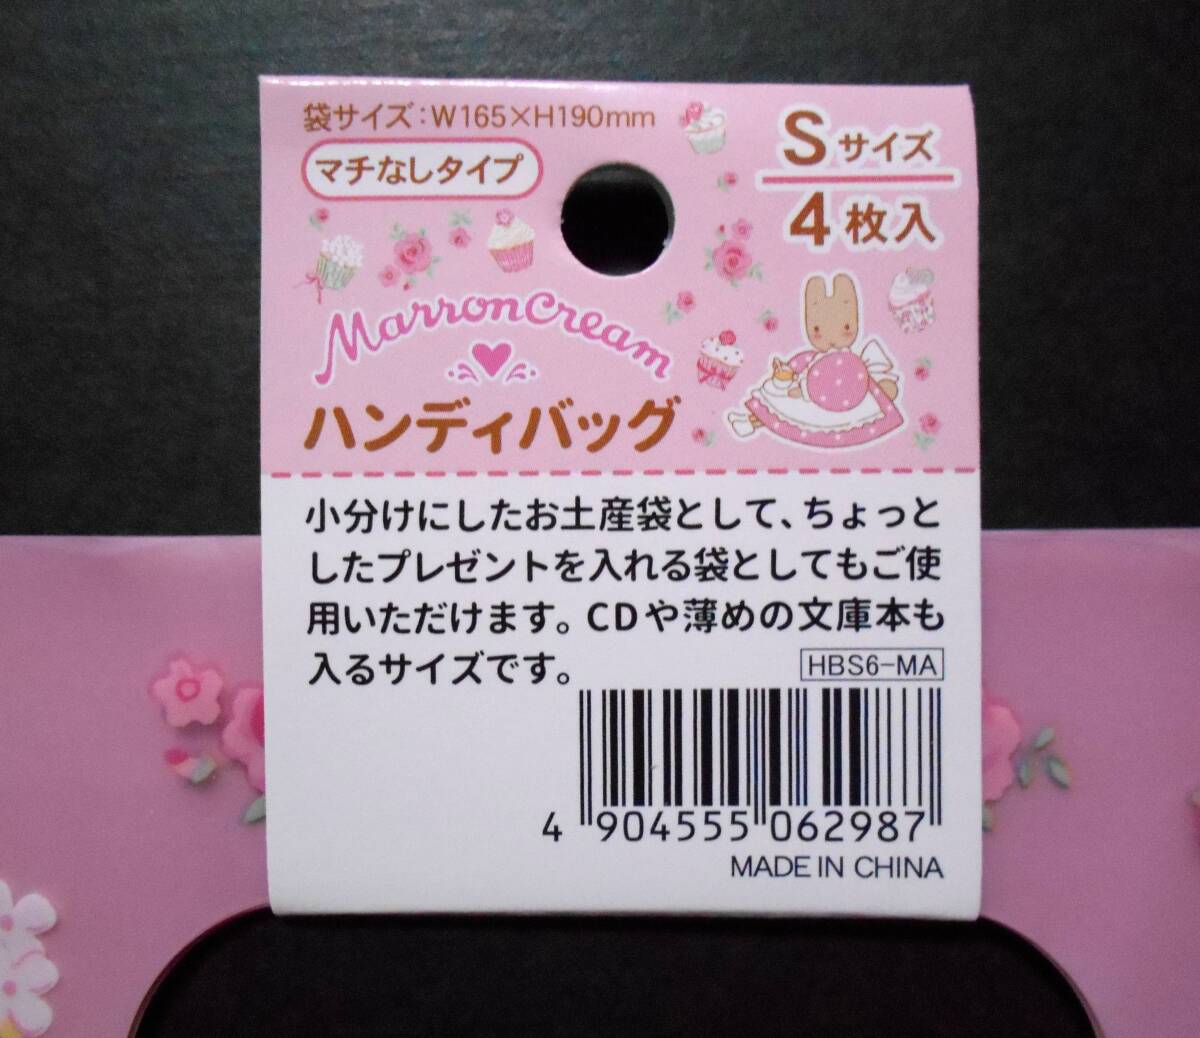 袋サイズ：W165×H190mm
マチなしタイプ
Sサイズ
4枚入
MarronCream
ハンディバッグ
小分けにしたお土産袋として、ちょっと
したプレゼントを入れる袋としてもご使
用いただけます。CDや薄めの文庫本も
入るサイズです。
HBS6-MA
4 904555 062987
MADE IN CHINA